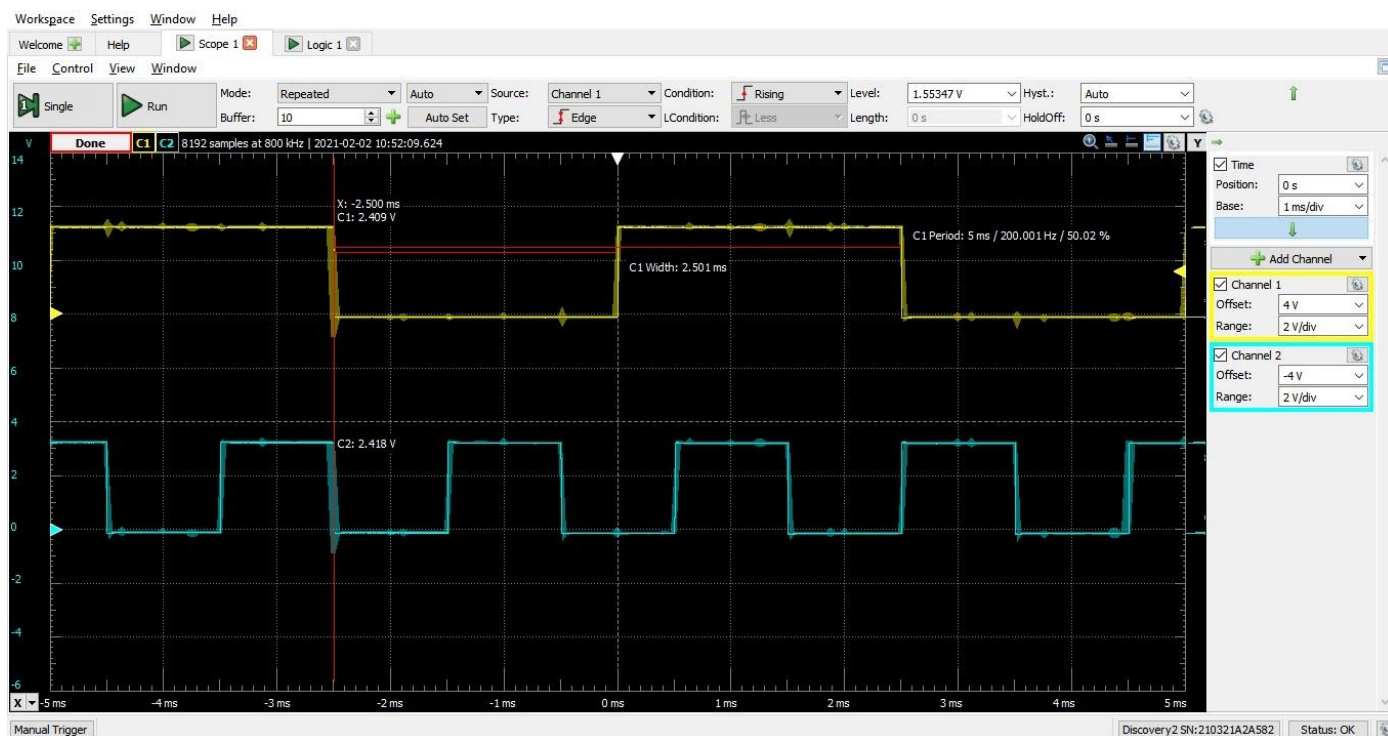 Workspace Settings Window Help
Welcome Help Scope 1 Logic 1
File Control View Window
Single Run Mode: Repeated Auto Source: Channel 1 Condition: Rising Level: 1.55347 V Hyst.: Auto
Buffer: 10 Auto Set Type: Edge LCondition: Less Length: 0 s HoldOff: 0 s
V Done C1 C2 8192 samples at 800 kHz | 2021-02-02 10:52:09.624 Y
14
12
10
8
6
4
2
0
-2
-4
-6
X: -2.500 ms
C1: 2.409 V
C1 Period: 5 ms / 200.001 Hz / 50.02 %
C1 Width: 2.501 ms
C2: 2.418 V
X -5 ms -4 ms -3 ms -2 ms -1 ms 0 ms 1 ms 2 ms 3 ms 4 ms 5 ms
Time
Position: 0 s
Base: 1 ms/div
Add Channel
Channel 1
Offset: 4 V
Range: 2 V/div
Channel 2
Offset: -4 V
Range: 2 V/div
Manual Trigger Discovery2 SN:210321A2A582 Status: OK